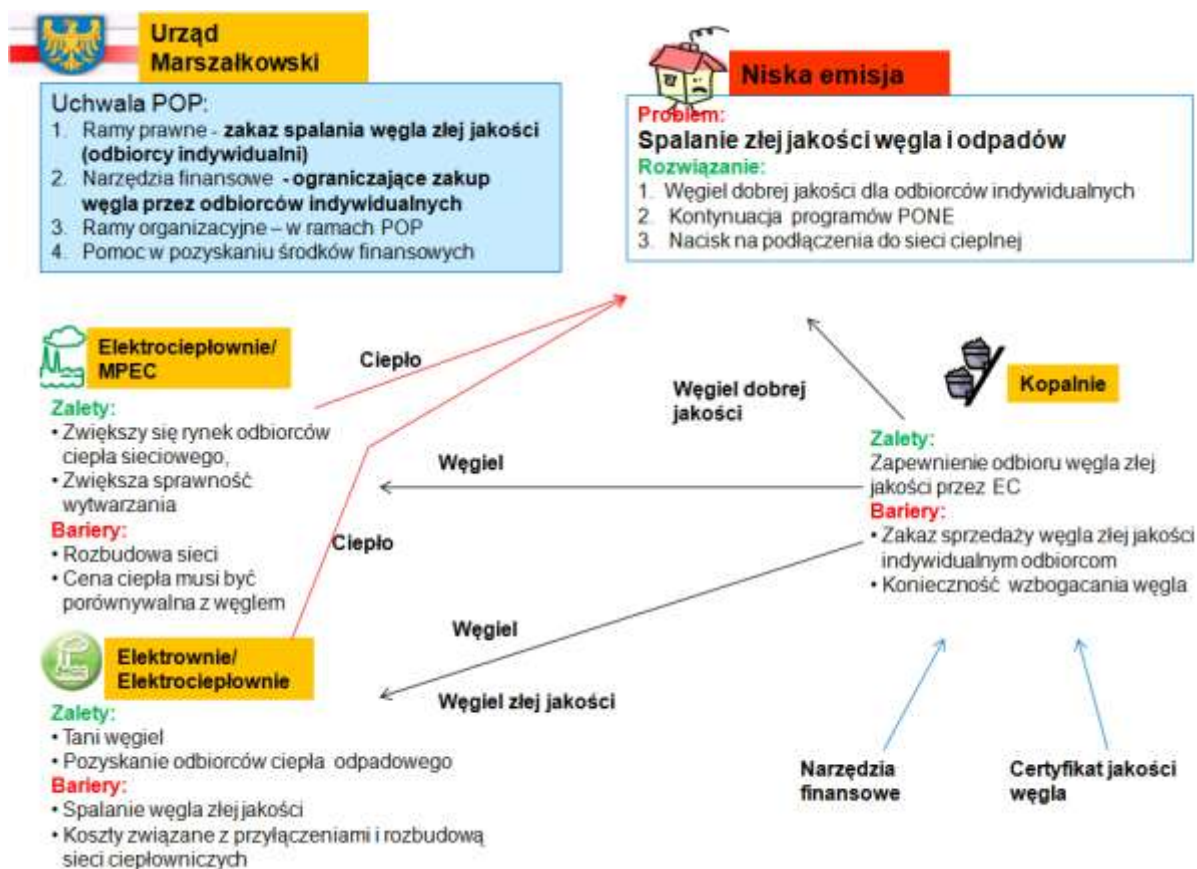 Urząd
Marszałkowski
Uchwala POP:
1. Ramy prawne - zakaz spalania węgla złej jakości
(odbiorcy indywidualni)
2. Narzędzia finansowe - ograniczające zakup
węgla przez odbiorców indywidualnych
3. Ramy organizacyjne – w ramach POP
4. Pomoc w pozyskaniu środków finansowych
Niska emisja
Problem:
Spalanie złej jakości węgla i odpadów
Rozwiązanie:
1. Węgiel dobrej jakości dla odbiorców indywidualnych
2. Kontynuacja programów PONE
3. Nacisk na podłączenia do sieci cieplnej
Elektrociepłownie/
MPEC
Zalety:
• Zwiększy się rynek odbiorców
ciepła sieciowego,
• Zwiększa sprawność
wytwarzania
Bariery:
• Rozbudowa sieci
• Cena ciepła musi być
porównywalna z węglem
Ciepło
Węgiel dobrej
jakości
Węgiel
Ciepło
Węgiel
Węgiel złej jakości
Kopalnie
Zalety:
Zapewnienie odbioru węgla złej
jakości przez EC
Bariery:
• Zakaz sprzedaży węgla złej jakości
indywidualnym odbiorcom
• Konieczność wzbogacania węgla
Elektrownie/
Elektrociepłownie
Zalety:
• Tani węgiel
• Pozyskanie odbiorców ciepła odpadowego
Bariery:
• Spalanie węgla złej jakości
• Koszty związane z przyłączeniami i rozbudową
sieci ciepłowniczych
Narzędzia
finansowe
Certyfikat jakości
węgla